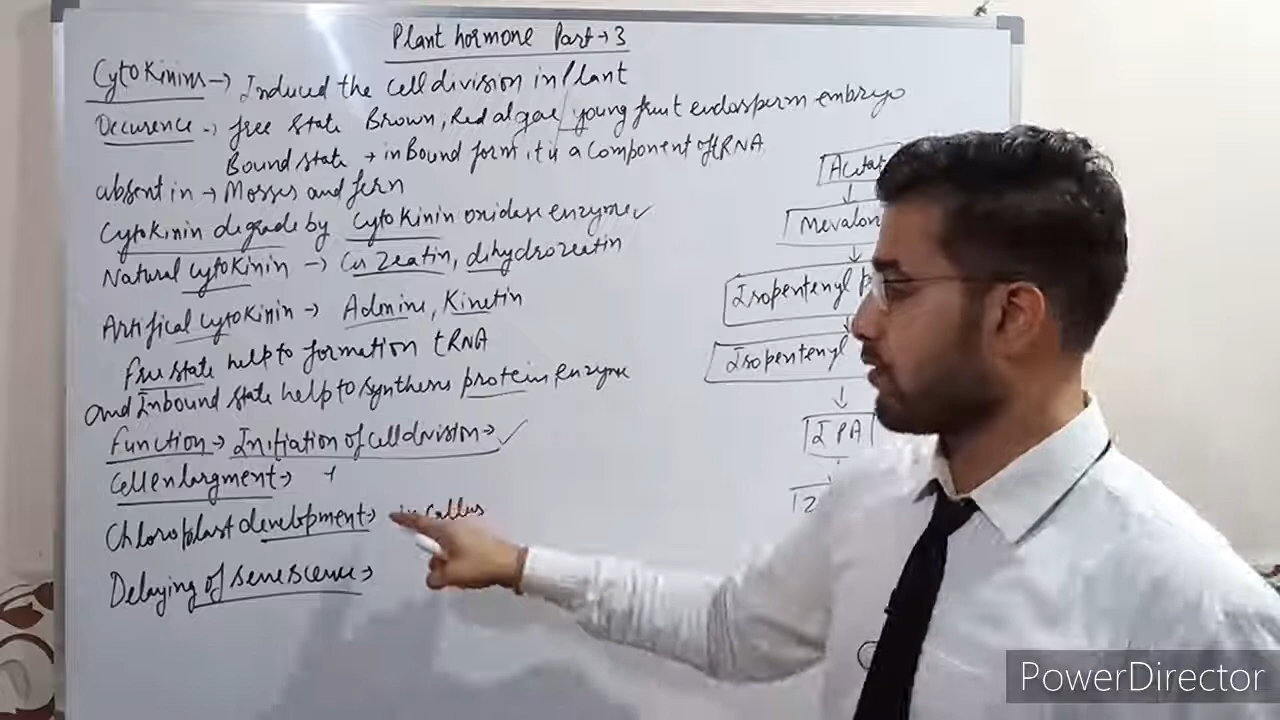 Plant hormone Part → 3
Cytokinins → Induced the cell division in Plant
Occurence → free state Brown, Red algae/young fruit endosperm embryo
Bound state → in Bound form it is a Component of tRNA
absent in → Mosses and fern
Cytokinin degrade by Cytokinin oxidase enzyme ✓
Natural cytokinin → Cis Zeatin, dihydrozeatin
Artifical cytokinin → Adenine, Kinetin
Free state help to formation tRNA
and Inbound state help to synthesis protein enzyme
Function → Initiation of cell division → ✓
Cell enlargment →
Chloroplast development → in Callus
Delaying of senescence →
Acetat
Mevalon
Isopentenyl P
Isopentenyl
IPA
Z
PowerDirector